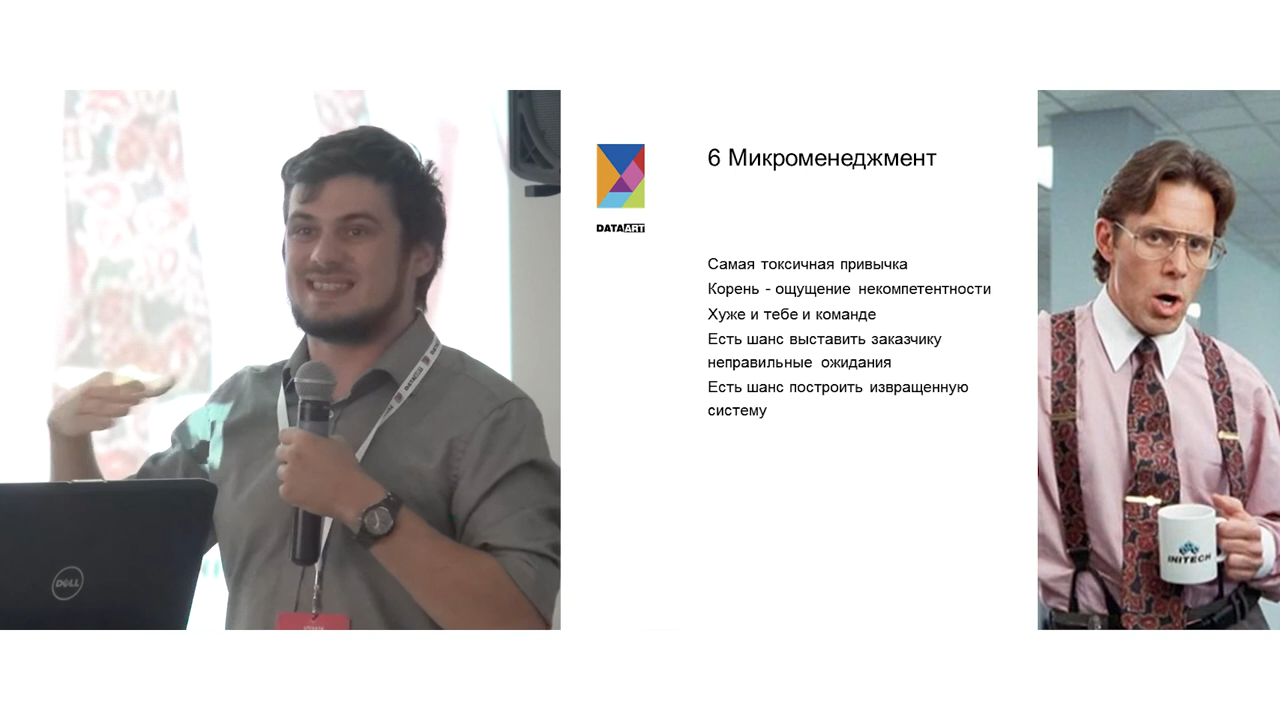 DATAART
6 Микроменеджмент
Самая токсичная привычка
Корень - ощущение некомпетентности
Хуже и тебе и команде
Есть шанс выставить заказчику
неправильные ожидания
Есть шанс построить извращенную
систему
DELL
INITECH